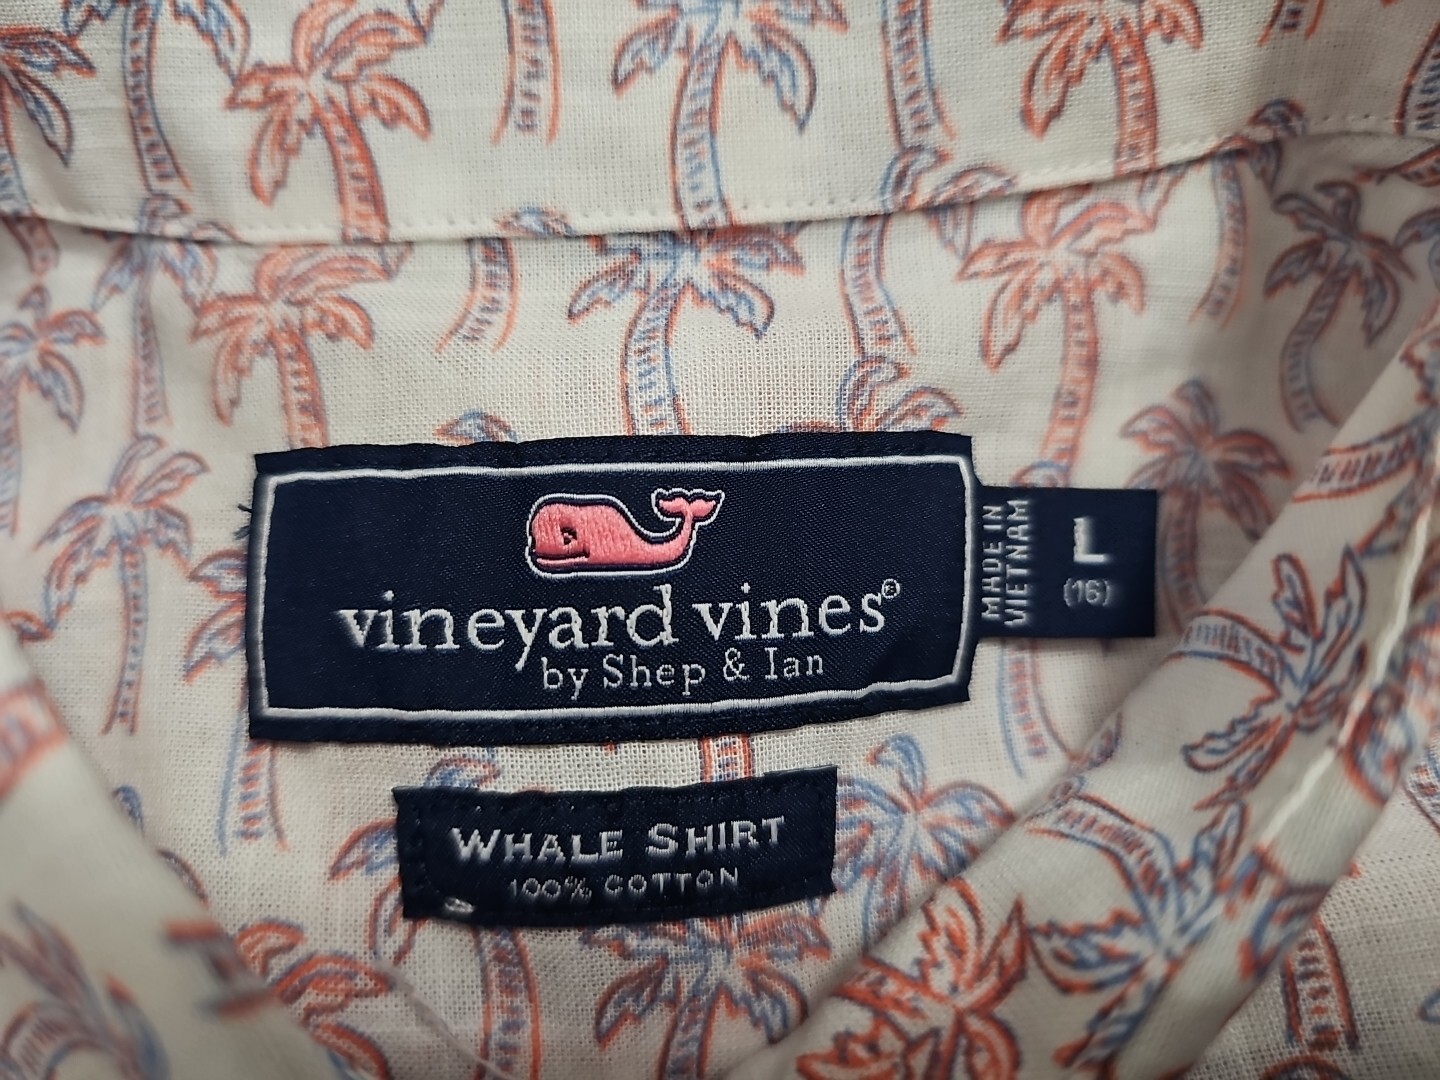 vineyard vines®
by Shep & Ian
MADE IN
VIETNAM
L
(16)
WHALE SHIRT
100% COTTON